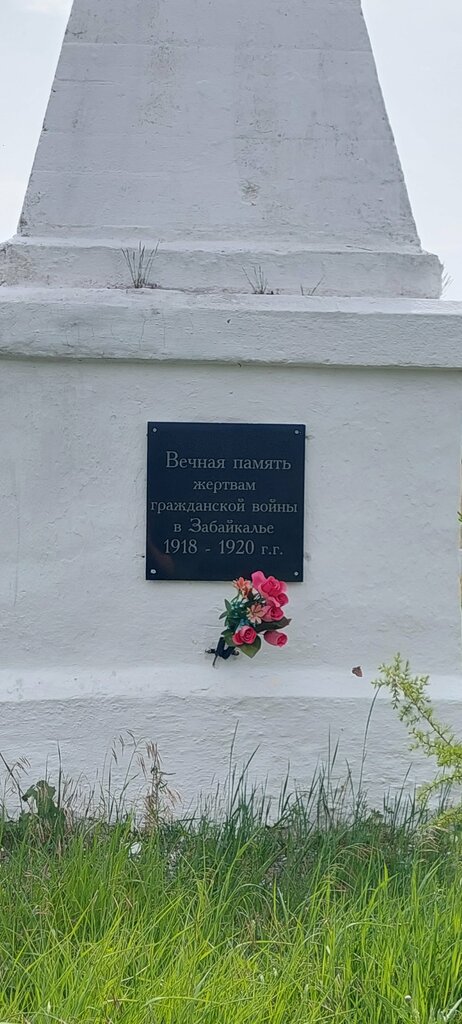 Вечная память
жертвам
гражданской войны
в Забайкалье
1918 - 1920 г.г.